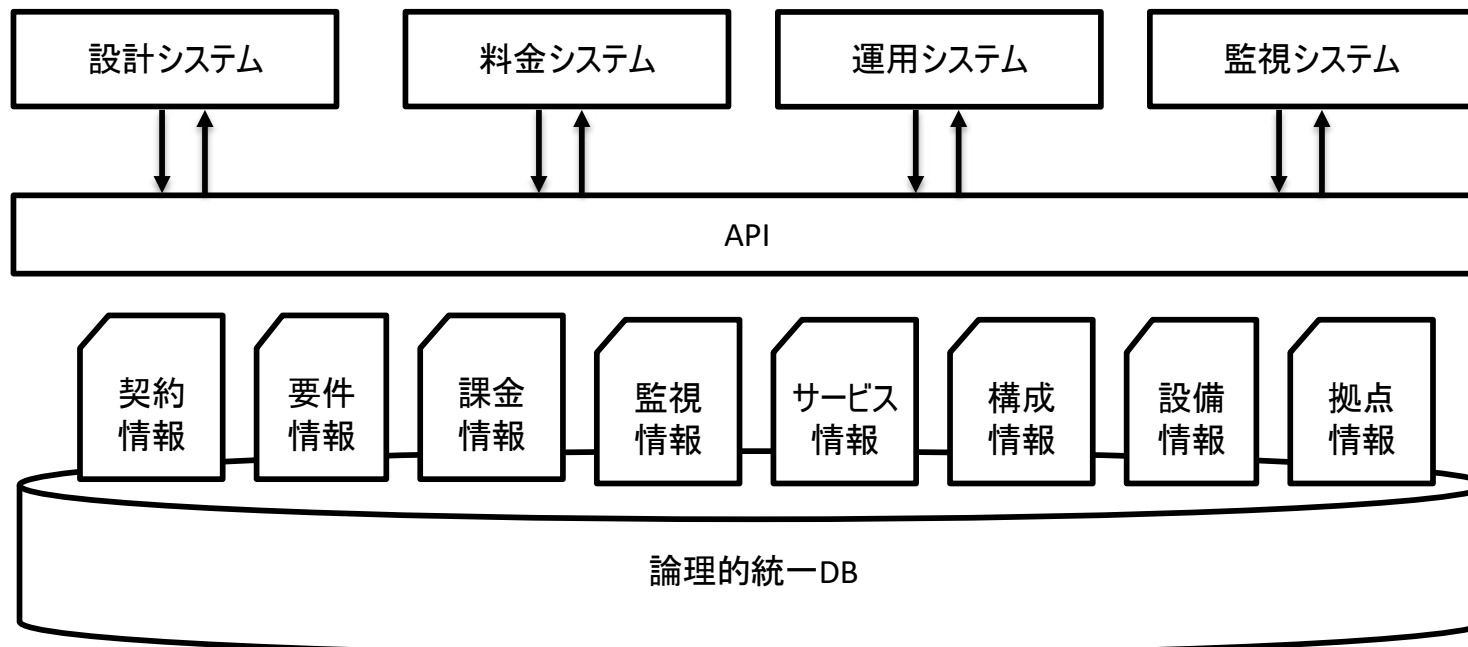 設計システム
料金システム
運用システム
監視システム
API
契約
情報
要件
情報
課金
情報
監視
情報
サービス
情報
構成
情報
設備
情報
拠点
情報
論理的統一DB